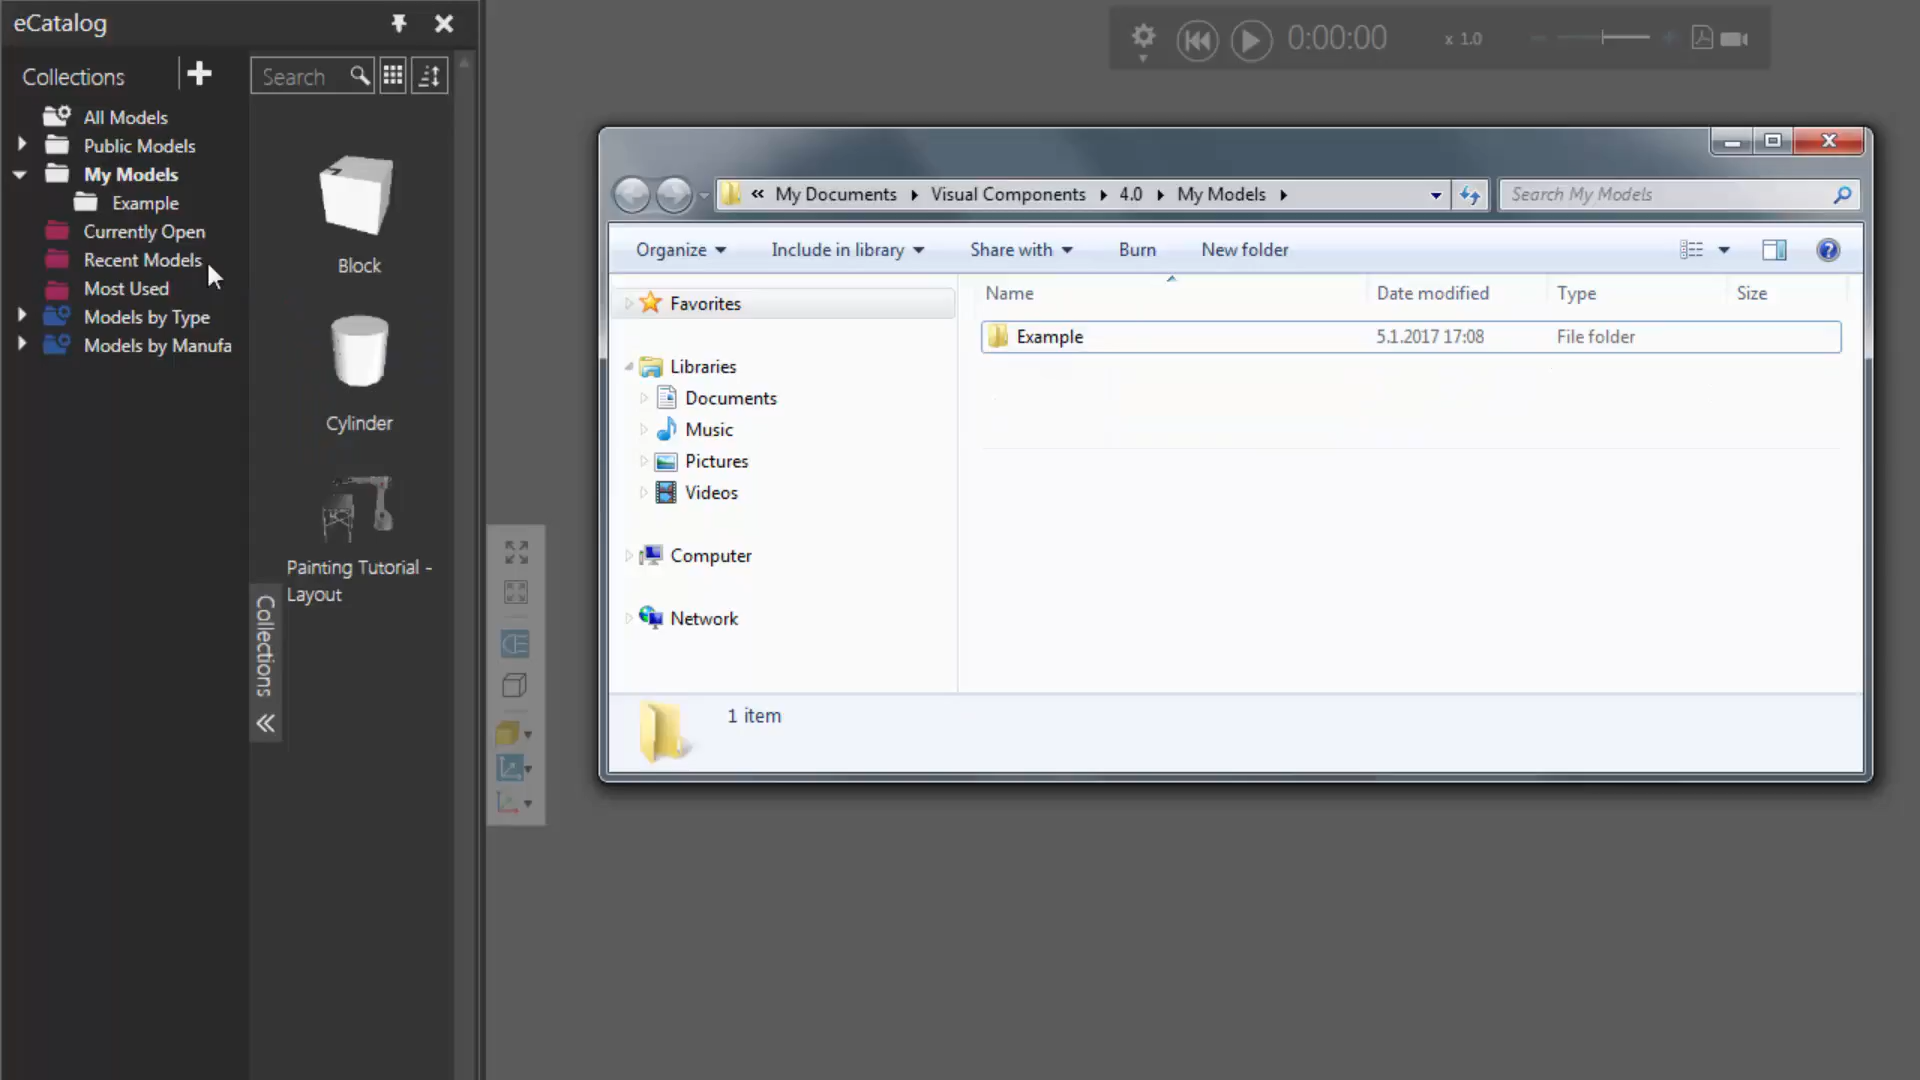 eCatalog
Collections
Search
All Models
Public Models
My Models
Example
Currently Open
Recent Models
Most Used
Models by Type
Models by Manufa
Block
Cylinder
Painting Tutorial -
Layout
Collections
0:00:00
x 1.0
« My Documents Visual Components 4.0 My Models
Search My Models
Organize Include in library Share with Burn New folder
Name Date modified Type Size
Example 5.1.2017 17:08 File folder
Favorites
Libraries
Documents
Music
Pictures
Videos
Computer
Network
1 item